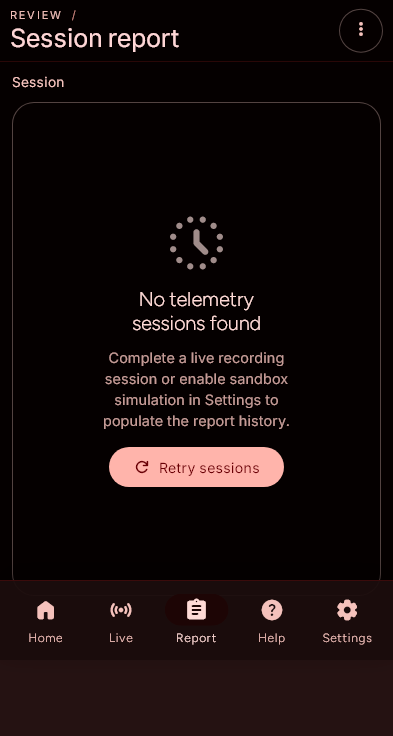 REVIEW /
Session report
Session
No telemetry
sessions found
Complete a live recording
session or enable sandbox
simulation in Settings to
populate the report history.
Retry sessions
Home
Live
Report
Help
Settings